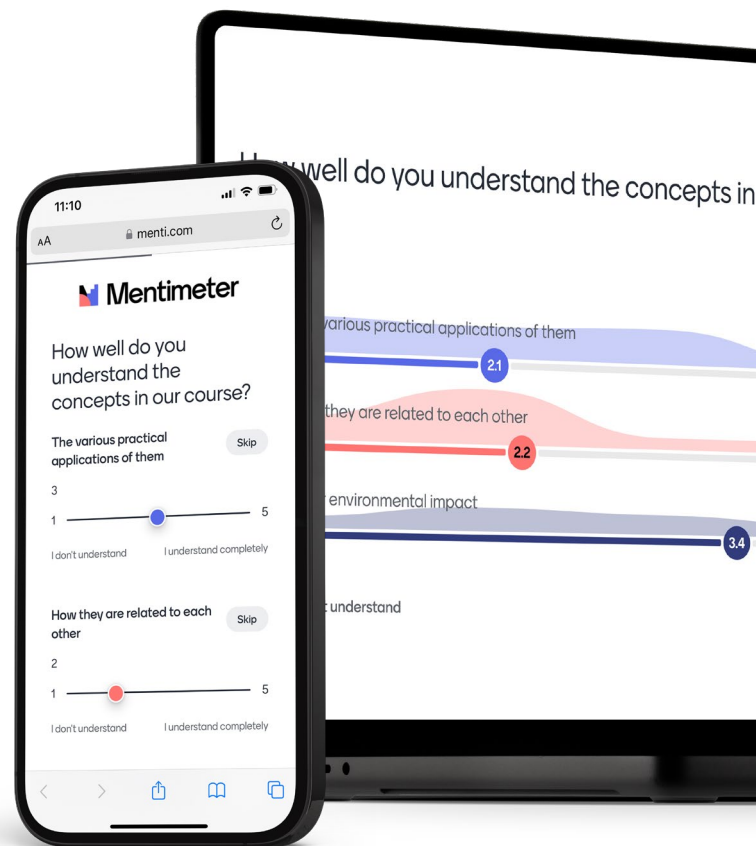 11:10
AA
menti.com
Mentimeter
How well do you
understand the
concepts in our course?
The various practical
applications of them
Skip
3
1
5
I don't understand
I understand completely
How they are related to each
other
Skip
2
1
5
I don't understand
I understand completely
well do you understand the concepts in
various practical applications of them
2.1
they are related to each other
2.2
environmental impact
3.4
understand